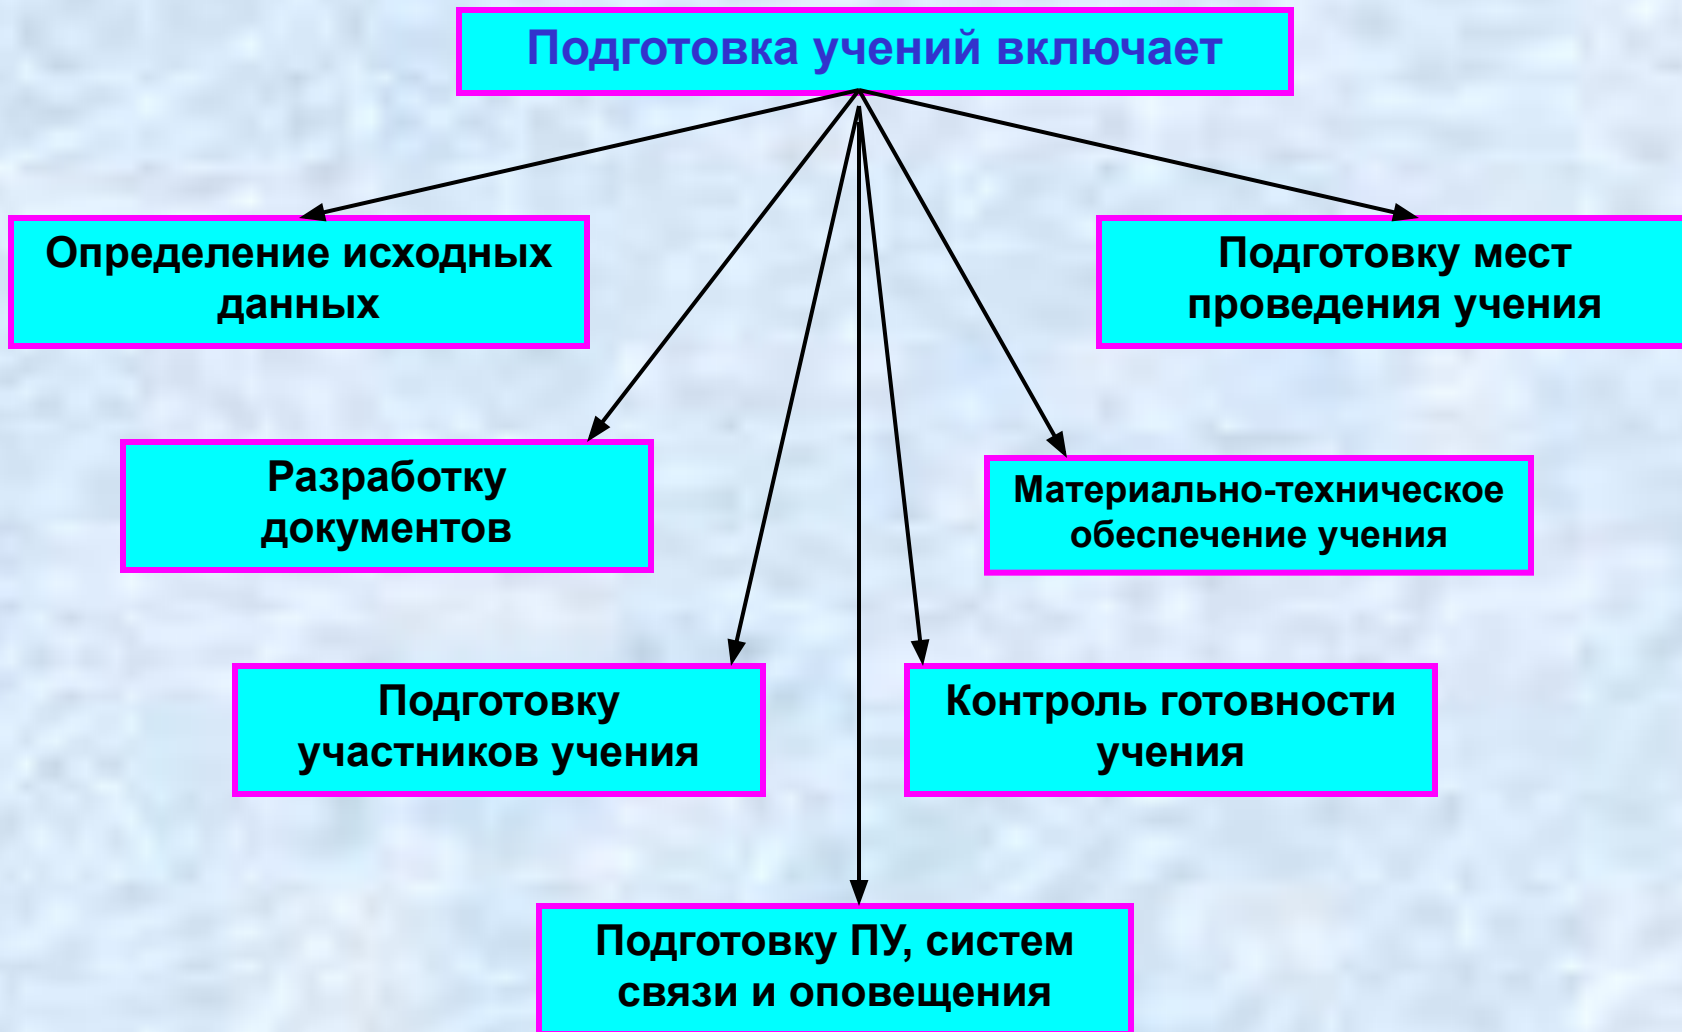 Подготовка учений включает
Определение исходных
данных
Подготовку мест
проведения учения
Разработку
документов
Материально-техническое
обеспечение учения
Подготовку
участников учения
Контроль готовности
учения
Подготовку ПУ, систем
связи и оповещения